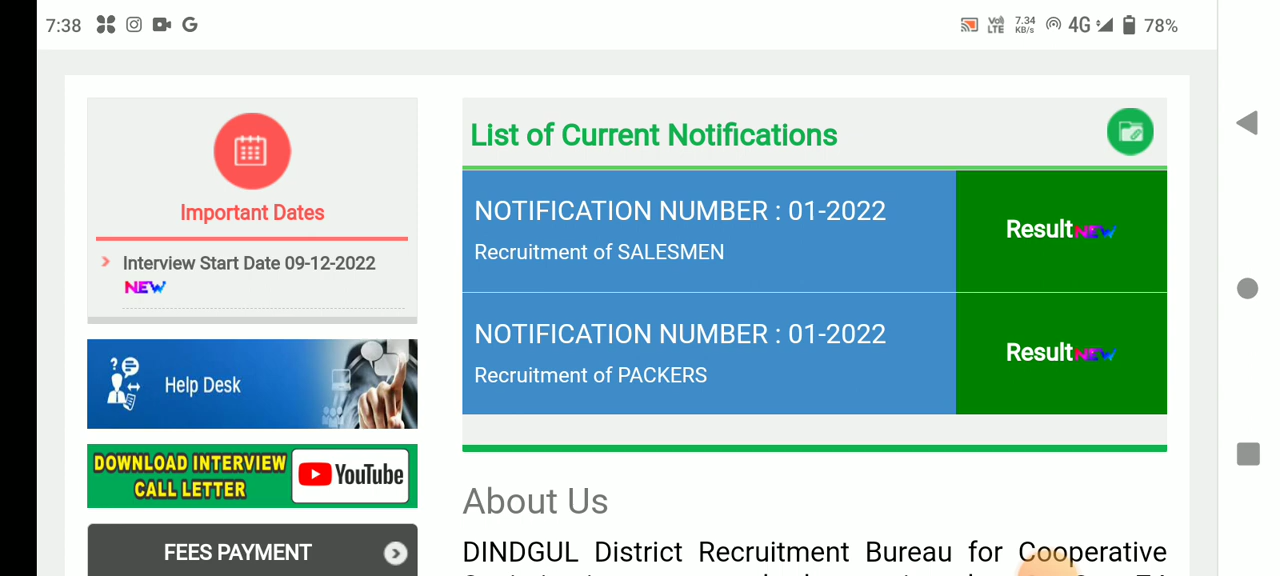 7:38
VoI) LTE 7.34 KB/s 4G 78%
Important Dates
Interview Start Date 09-12-2022
NEW
Help Desk
DOWNLOAD INTERVIEW
CALL LETTER
YouTube
FEES PAYMENT
List of Current Notifications
NOTIFICATION NUMBER : 01-2022
Recruitment of SALESMEN
Result NEW
NOTIFICATION NUMBER : 01-2022
Recruitment of PACKERS
Result NEW
About Us
DINDGUL District Recruitment Bureau for Cooperative